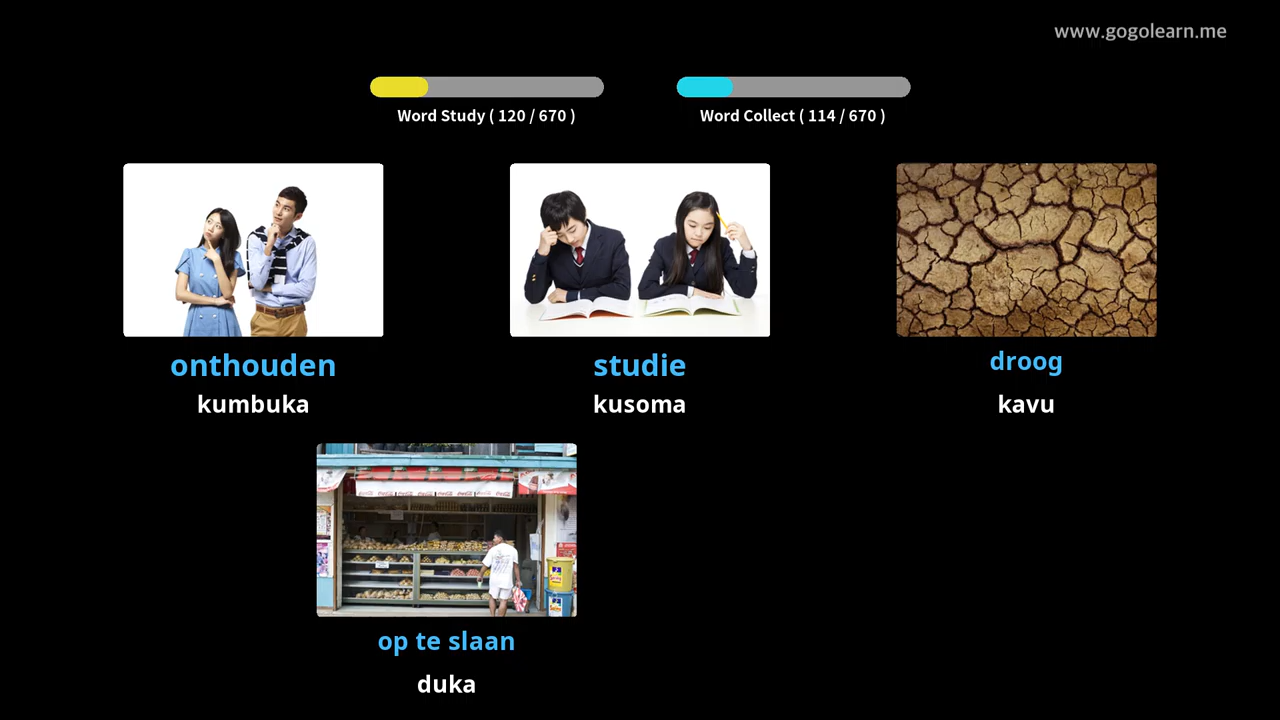 www.gogolearn.me
Word Study ( 120 / 670 )
Word Collect ( 114 / 670 )
onthouden
kumbuka
studie
kusoma
droog
kavu
op te slaan
duka